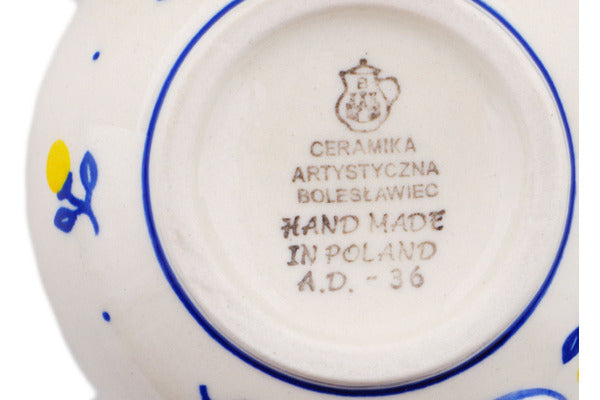 CERAMIKA
ARTYSTYCZNA
BOLESŁAWIEC
HAND MADE
IN POLAND
A.D. - 36